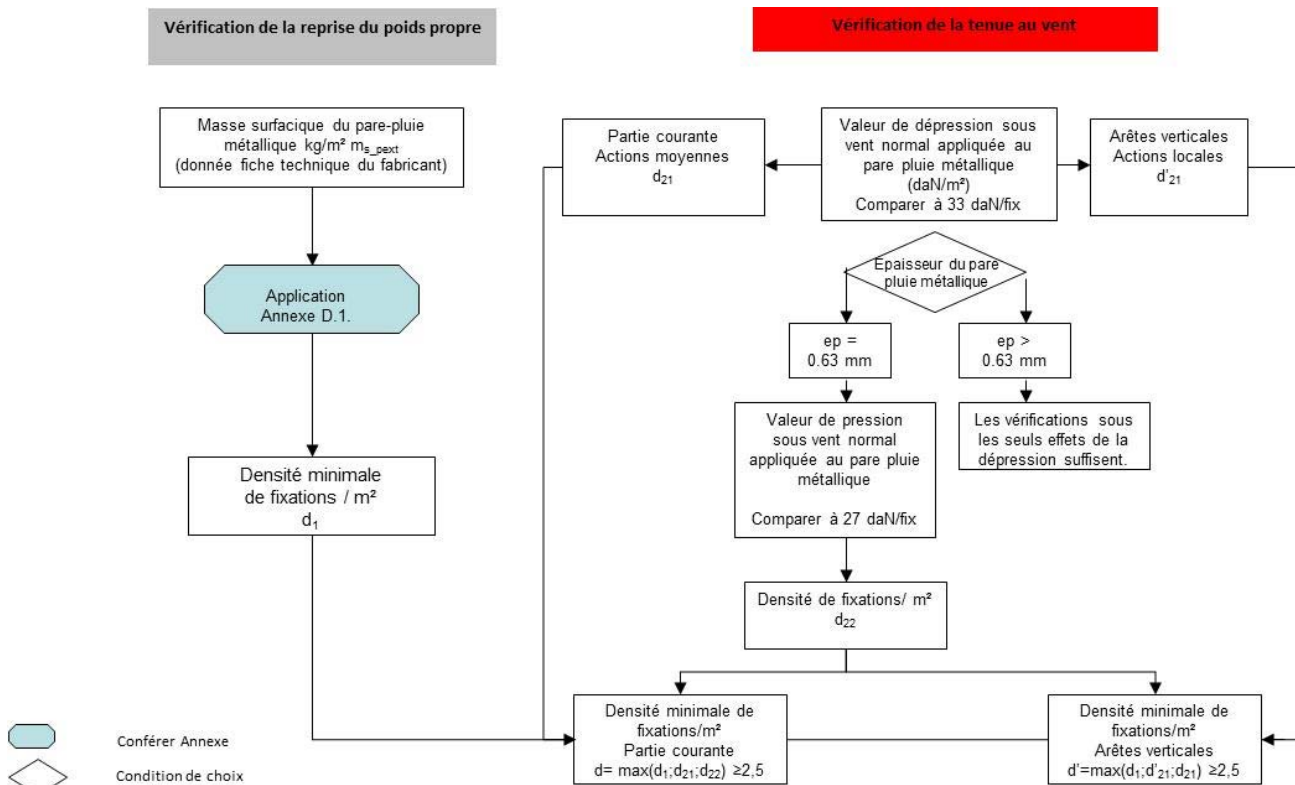 Vérification de la reprise du poids propre
Vérification de la tenue au vent
Masse surfacique du pare-pluie
métallique kg/m² ms_pext
(donnée fiche technique du fabricant)
Application
Annexe D.1.
Densité minimale
de fixations / m²
d1
Partie courante
Actions moyennes
d21
Valeur de dépression sous
vent normal appliquée au
pare pluie métallique
(daN/m²)
Comparer à 33 daN/fix
Arêtes verticales
Actions locales
d'21
Epaisseur du pare
pluie métallique
ep =
0.63 mm
ep >
0.63 mm
Valeur de pression
sous vent normal
appliquée au pare pluie
métallique
Comparer à 27 daN/fix
Les vérifications sous
les seuls effets de la
dépression suffisent.
Densité de fixations/ m²
d22
Densité minimale de
fixations/m²
Partie courante
d= max(d1;d21;d22) ≥2,5
Densité minimale de
fixations/m²
Arêtes verticales
d'=max(d1;d'21;d21) ≥2,5
Conférer Annexe
Condition de choix